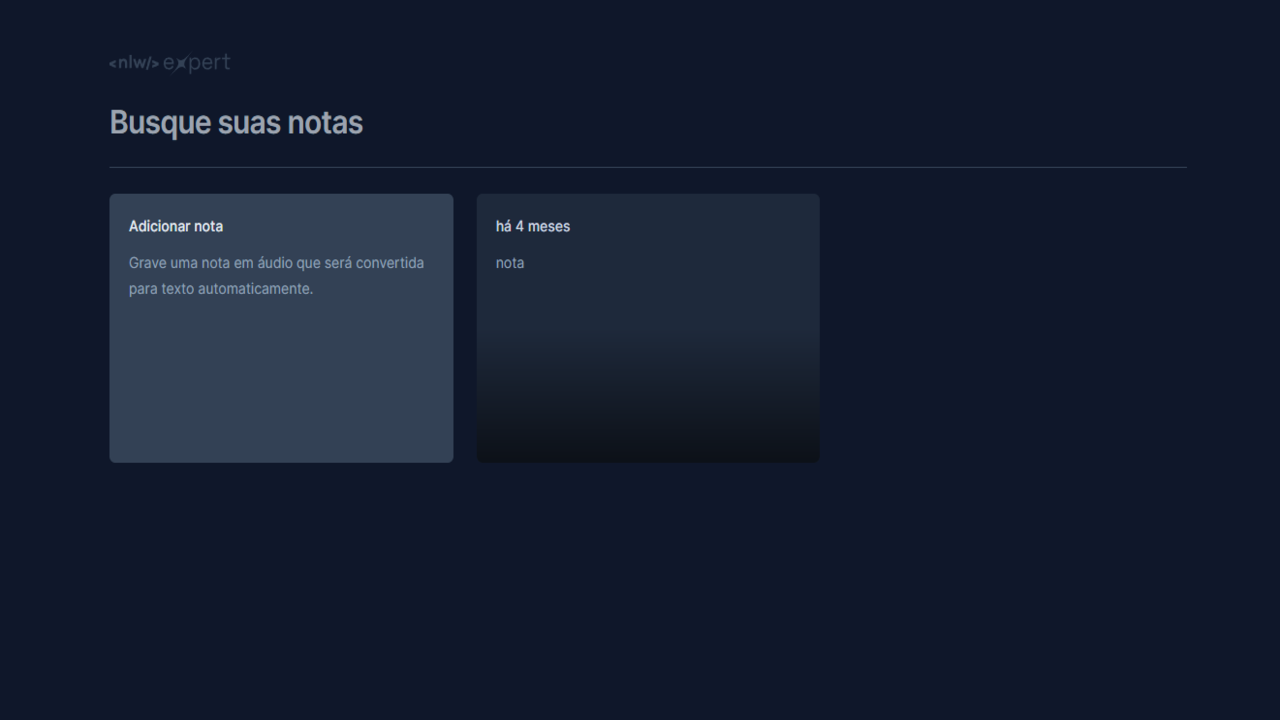 <nlw/> expert
Busque suas notas
Adicionar nota
Grave uma nota em áudio que será convertida
para texto automaticamente.
há 4 meses
nota